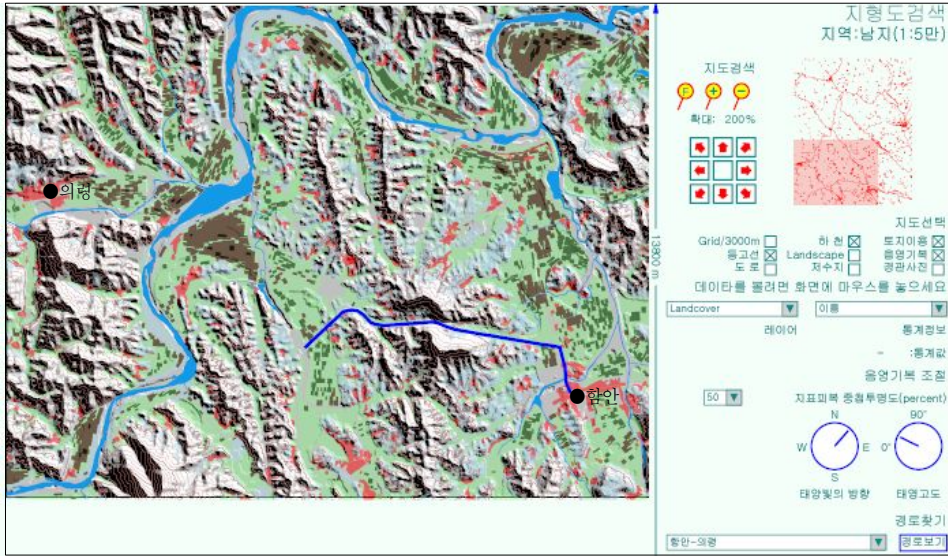 지형도검색
지역:남지(1:5만)
지도검색
F + -
확대: 200%
지도선택
Grid/3000m 하 천 토지이용
등고선 Landscape 음영기복
도 로 저수지 경관사진
데이타를 볼려면 화면에 마우스를 놓으세요
Landcover 이름
레이어 통계정보
- :통계값
음영기복 조절
50 지표피복 중첩투명도(percent)
N 90°
W E 0°
S
태양빛의 방향 태양고도
경로찾기
함안-의령 경로보기
13800 m
의령
함안